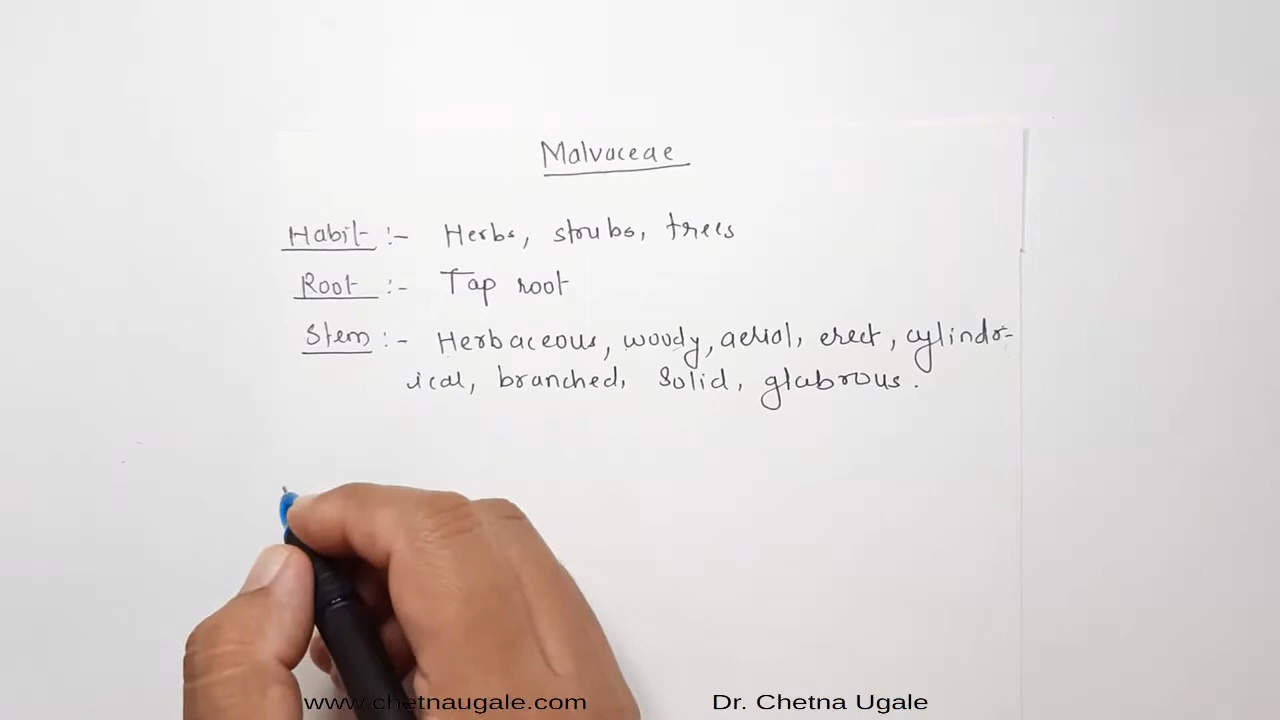 Malvaceae
Habit :- Herbs, strubs, trees
Root :- Tap root
Stem :- Herbaceous, woody, aerial, erect, cylindr-
ical, branched, Solid, glabrous.
www.chetnaugale.com Dr. Chetna Ugale